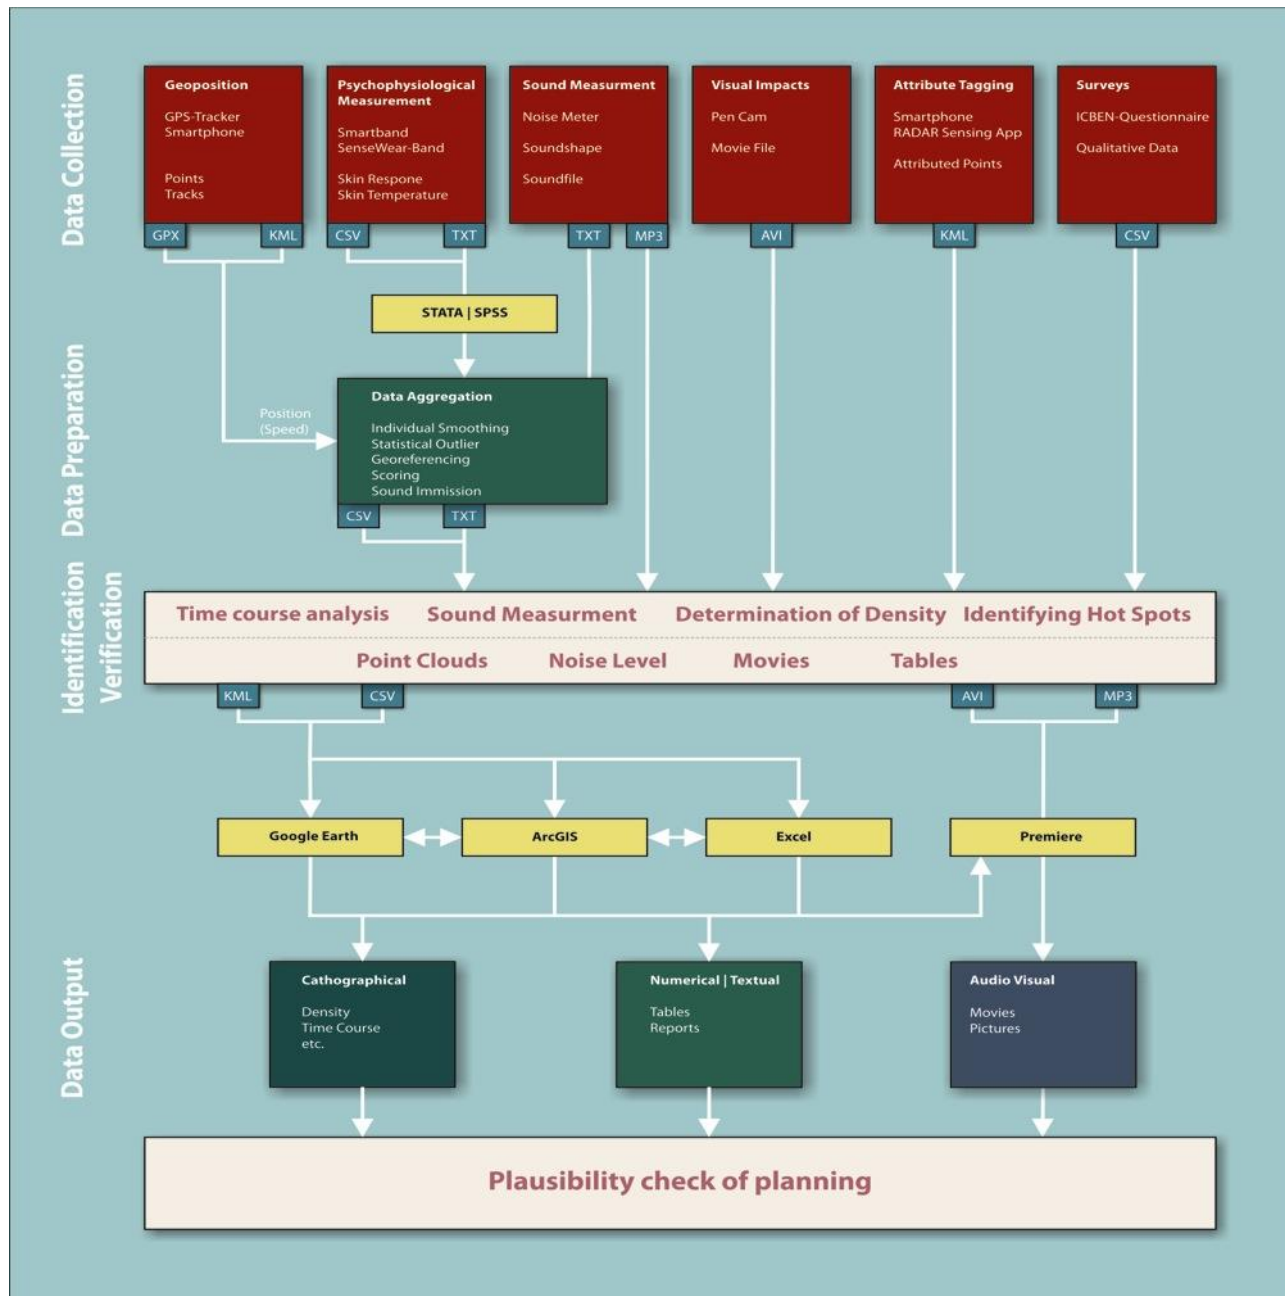 Data Collection
Geoposition
GPS-Tracker
Smartphone
Points
Tracks
GPX
KML
Psychophysiological
Measurement
Smartband
SenseWear-Band
Skin Respone
Skin Temperature
CSV
TXT
Sound Measurment
Noise Meter
Soundshape
Soundfile
TXT
MP3
Visual Impacts
Pen Cam
Movie File
AVI
Attribute Tagging
Smartphone
RADAR Sensing App
Attributed Points
KML
Surveys
ICBEN-Questionnaire
Qualitative Data
CSV
STATA | SPSS
Data Preparation
Position
(Speed)
Data Aggregation
Individual Smoothing
Statistical Outlier
Georeferencing
Scoring
Sound Immission
CSV
TXT
Identification
Verification
Time course analysis
Sound Measurment
Determination of Density
Identifying Hot Spots
Point Clouds
Noise Level
Movies
Tables
KML
CSV
AVI
MP3
Google Earth
ArcGIS
Excel
Premiere
Data Output
Cathographical
Density
Time Course
etc.
Numerical | Textual
Tables
Reports
Audio Visual
Movies
Pictures
Plausibility check of planning